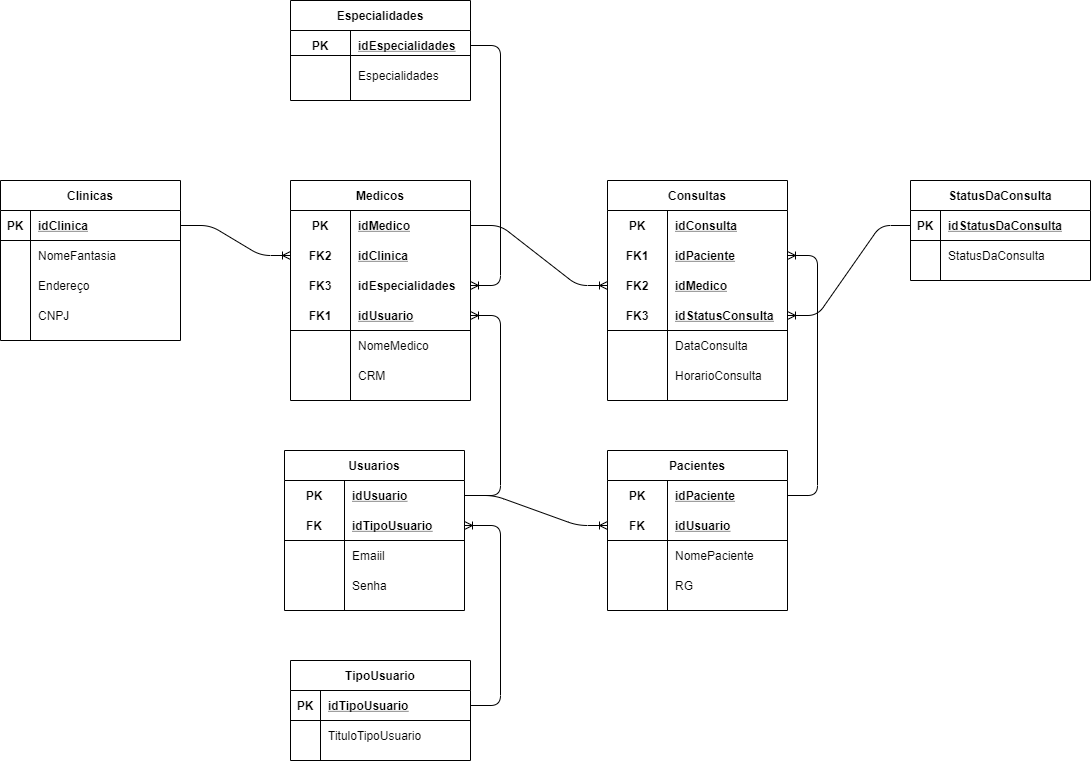 Especialidades
PK idEspecialidades
Especialidades
Clinicas
PK idClinica
NomeFantasia
Endereço
CNPJ
Medicos
PK idMedico
FK2 idClinica
FK3 idEspecialidades
FK1 idUsuario
NomeMedico
CRM
Consultas
PK idConsulta
FK1 idPaciente
FK2 idMedico
FK3 idStatusConsulta
DataConsulta
HorarioConsulta
StatusDaConsulta
PK idStatusDaConsulta
StatusDaConsulta
Usuarios
PK idUsuario
FK idTipoUsuario
Emaiil
Senha
Pacientes
PK idPaciente
FK idUsuario
NomePaciente
RG
TipoUsuario
PK idTipoUsuario
TituloTipoUsuario